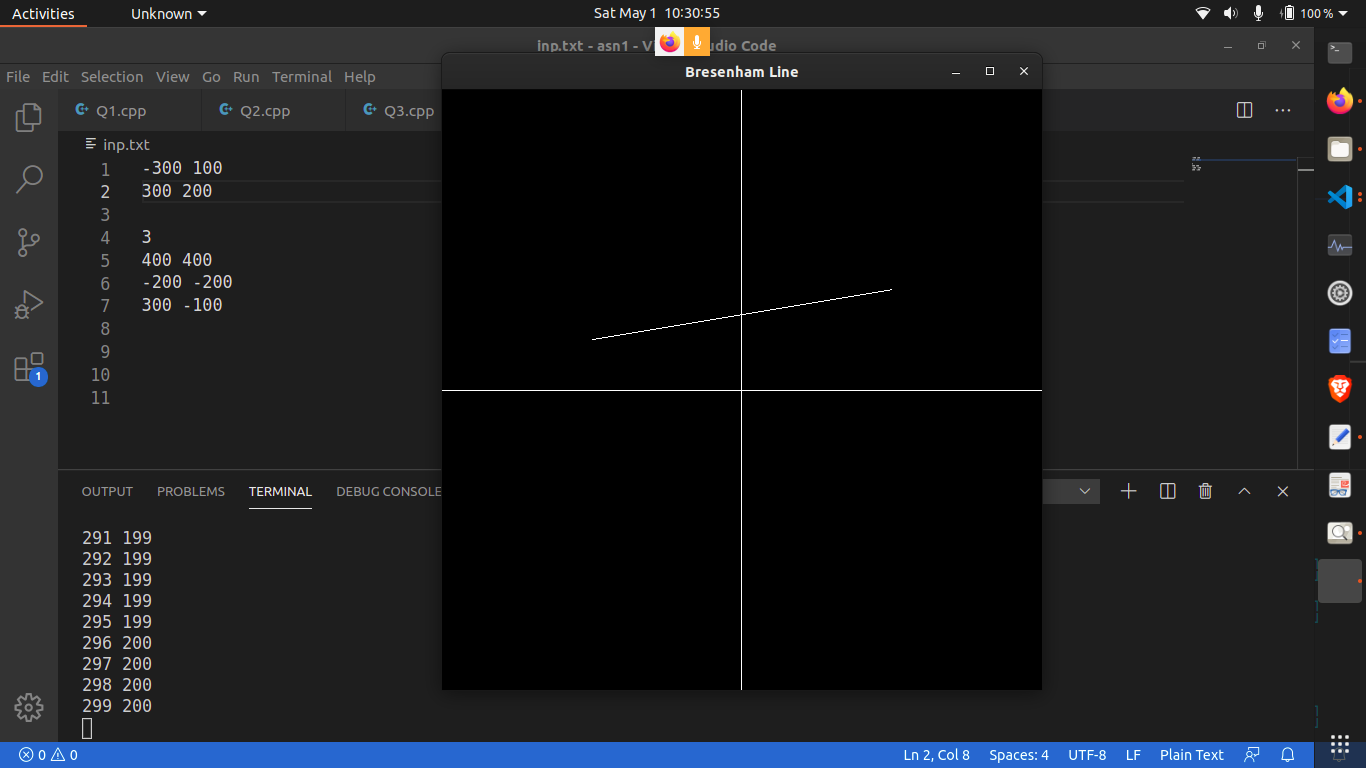 Activities
Unknown
Sat May 1 10:30:55
100 %
inp.txt - asn1 - Vi
udio Code
Bresenham Line
File Edit Selection View Go Run Terminal Help
Q1.cpp
Q2.cpp
Q3.cpp
inp.txt
1 -300 100
2 300 200
3
4 3
5 400 400
6 -200 -200
7 300 -100
8
9
10
11
1
OUTPUT PROBLEMS TERMINAL DEBUG CONSOLE
291 199
292 199
293 199
294 199
295 199
296 200
297 200
298 200
299 200
0 0
Ln 2, Col 8 Spaces: 4 UTF-8 LF Plain Text